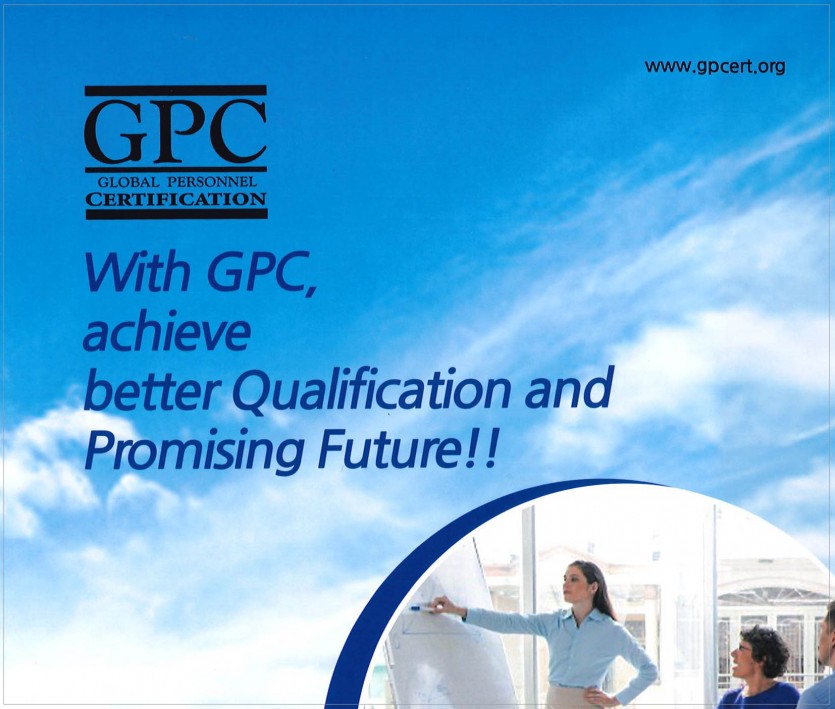 www.gpcert.org
GPC
GLOBAL PERSONNEL
CERTIFICATION
With GPC,
achieve
better Qualification and
Promising Future!!